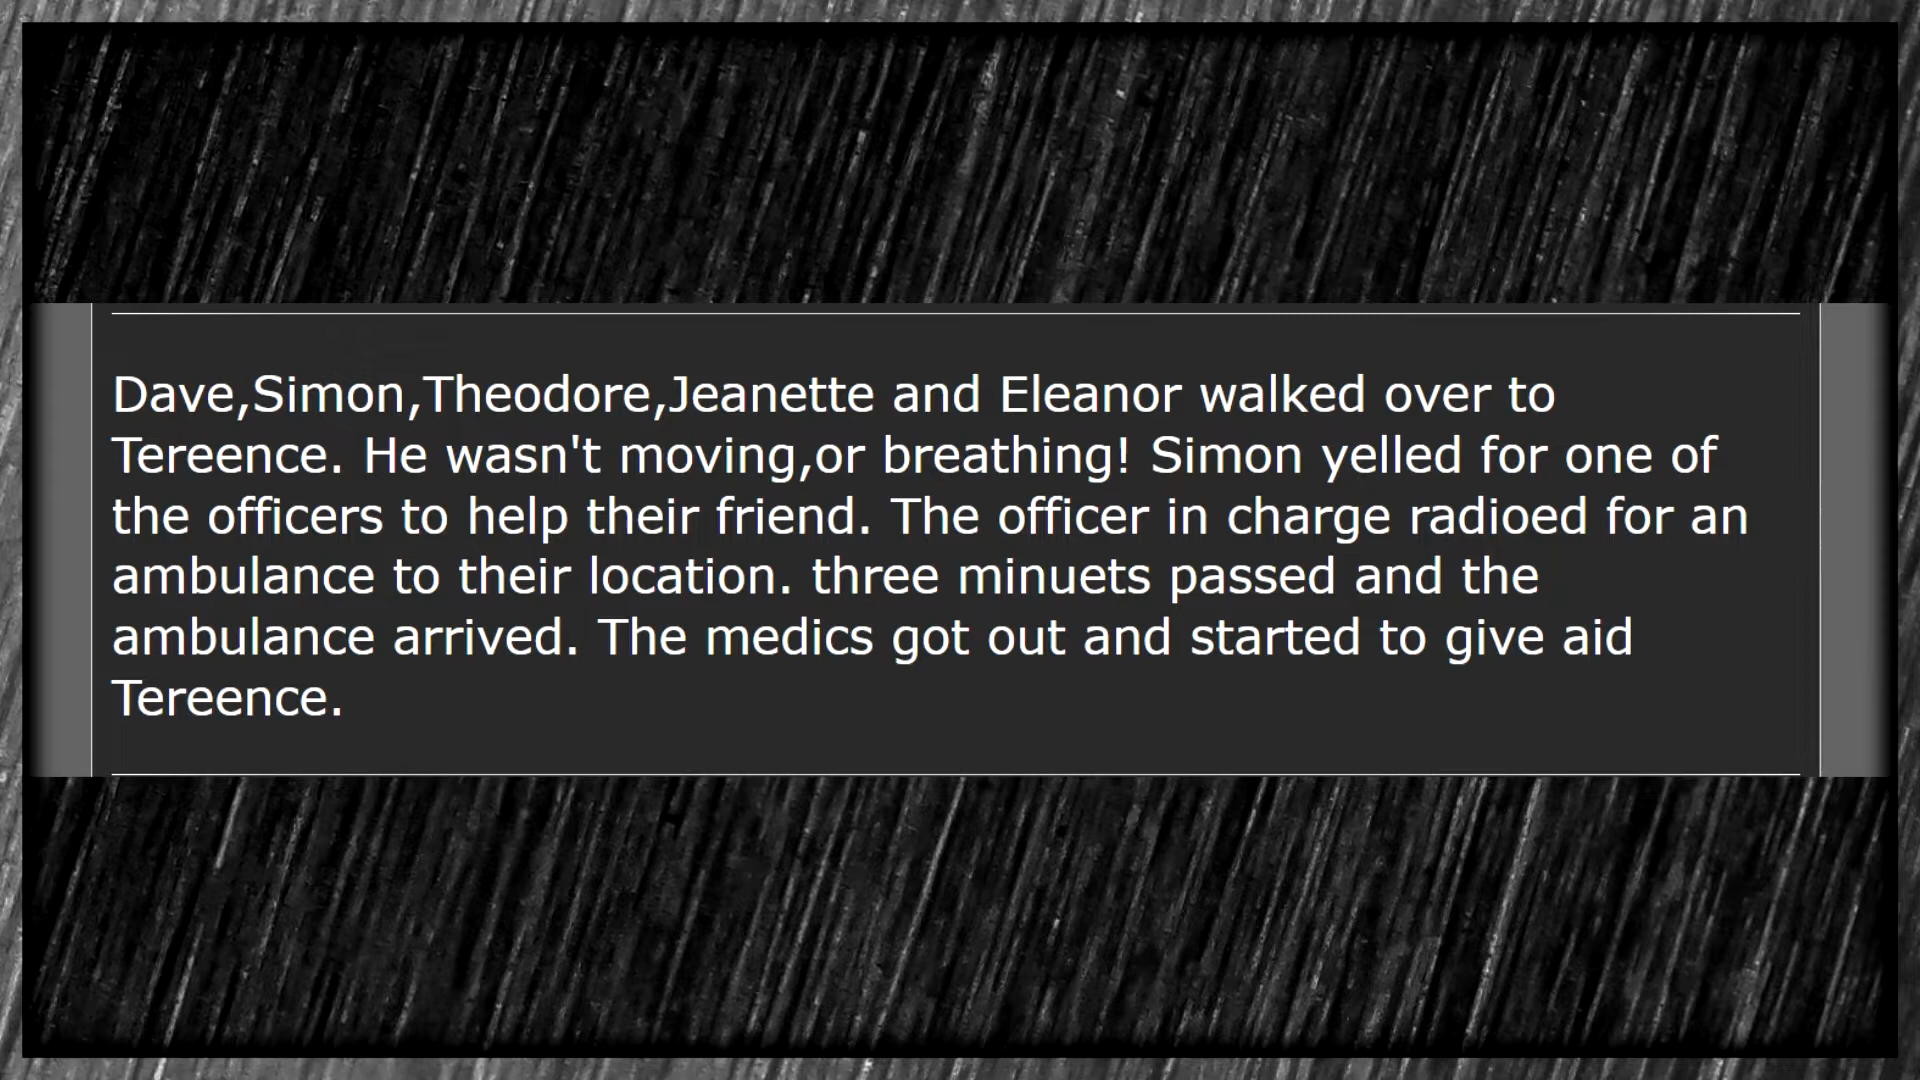 Dave,Simon,Theodore,Jeanette and Eleanor walked over to
Tereence. He wasn't moving,or breathing! Simon yelled for one of
the officers to help their friend. The officer in charge radioed for an
ambulance to their location. three minuets passed and the
ambulance arrived. The medics got out and started to give aid
Tereence.